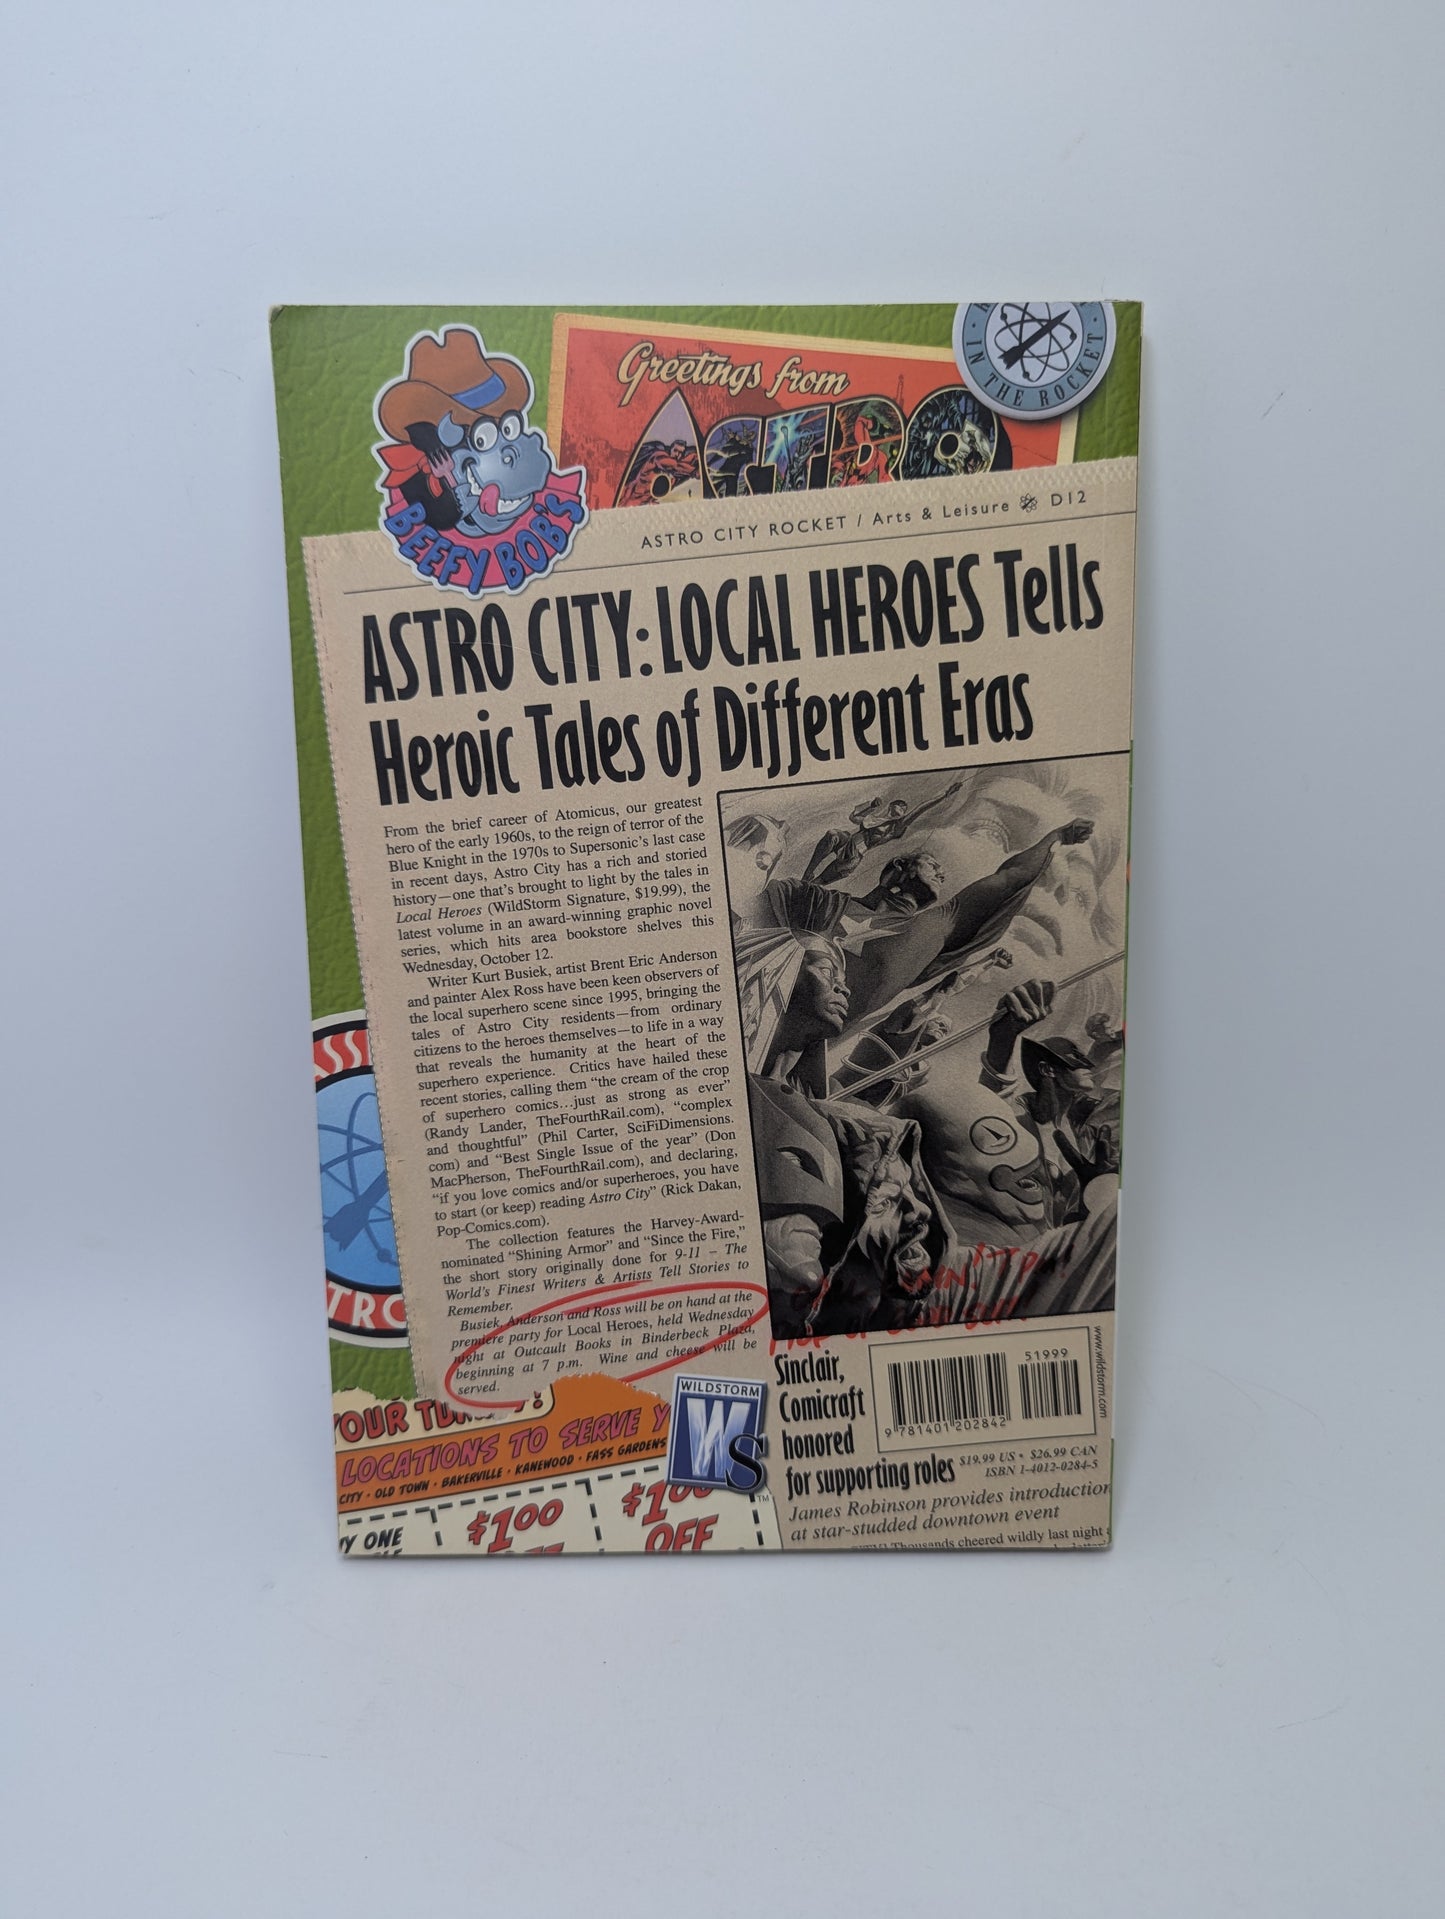 IN THE ROCKET
Greetings from
ASTRO
BEEFY BOB'S
ASTRO CITY ROCKET / Arts & Leisure D12
ASTRO CITY: LOCAL HEROES Tells
Heroic Tales of Different Eras
From the brief career of Atomicus, our greatest
hero of the early 1960s, to the reign of terror of the
Blue Knight in the 1970s to Supersonic's last case
in recent days, Astro City has a rich and storied
history—one that's brought to light by the tales in
Local Heroes (WildStorm Signature, $19.99), the
latest volume in an award-winning graphic novel
series, which hits area bookstore shelves this
Wednesday, October 12.
Writer Kurt Busiek, artist Brent Eric Anderson
and painter Alex Ross have been keen observers of
the local superhero scene since 1995, bringing the
tales of Astro City residents—from ordinary
citizens to the heroes themselves—to life in a way
that reveals the humanity at the heart of the
superhero experience. Critics have hailed these
recent stories, calling them "the cream of the crop
of superhero comics…just as strong as ever"
(Randy Lander, TheFourthRail.com), "complex
and thoughtful" (Phil Carter, SciFiDimensions.
com) and "Best Single Issue of the year" (Don
MacPherson, TheFourthRail.com), and declaring,
"if you love comics and/or superheroes, you have
to start (or keep) reading Astro City" (Rick Dakan,
Pop-Comics.com).
The collection features the Harvey-Award-
nominated "Shining Armor" and "Since the Fire,"
the short story originally done for 9-11 – The
World's Finest Writers & Artists Tell Stories to
Remember.
Busiek, Anderson and Ross will be on hand at the
premiere party for Local Heroes, held Wednesday
night at Outcault Books in Binderbeck Plaza,
beginning at 7 p.m. Wine and cheese will be
served.
YOUR
LOCATIONS TO SERVE Y
CITY · OLD TOWN · BAKERVILLE · KANEWOOD · FASS GARDENS
Y ONE
$1.00
$1.00
OFF
WILDSTORM
WS
TM
Sinclair,
Comicraft
honored
for supporting roles
51999
9 781401 202842
www.wildstorm.com
$19.99 US · $26.99 CAN
ISBN 1-4012-0284-5
James Robinson provides introduction
at star-studded downtown event
Thousands cheered wildly last night